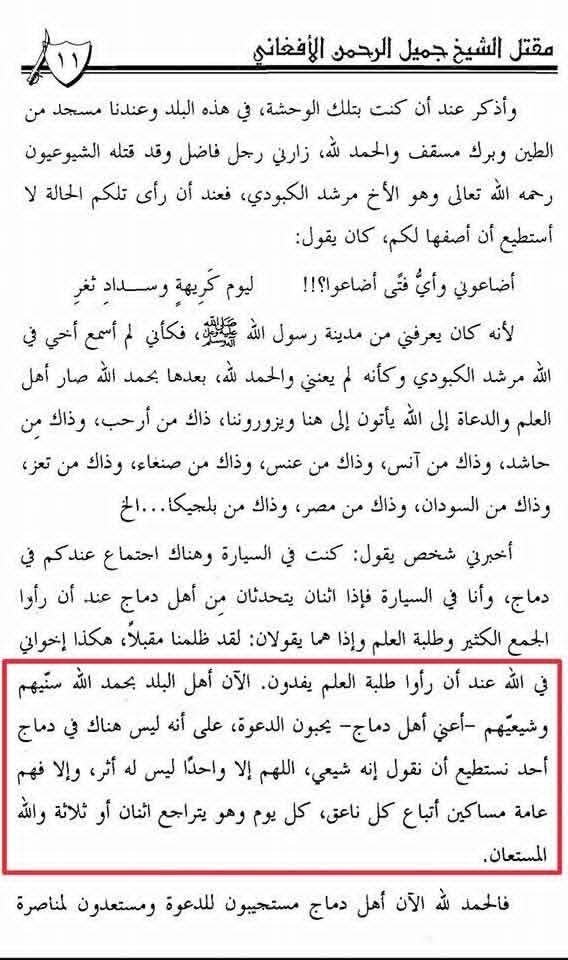 مقتل الشيخ جميل الرحمن الأفغاني
١١
وأذكر عند أن كنت بتلك الوحشة، في هذه البلد وعندنا مسجد من
الطين وبرك مسقف والحمد لله، زارني رجل فاضل وقد قتله الشيوعيون
رحمه الله تعالى وهو الأخ مرشد الكبودي، فعند أن رأى تلكم الحالة لا
أستطيع أن أصفها لكم، كان يقول:
أضاعوني وأيُّ فتًى أضاعوا؟!! ليوم كَرِيهةٍ وســـدادِ ثغرِ
لأنه كان يعرفني من مدينة رسول الله ﷺ، فكأني لم أسمع أخي في
الله مرشد الكبودي وكأنه لم يعنني والحمد لله، بعدها بحمد الله صار أهل
العلم والدعاة إلى الله يأتون إلى هنا ويزوروننا، ذاك من أرحب، وذاك مِن
حاشد، وذاك من آنس، وذاك من عنس، وذاك من صنعاء، وذاك من تعز،
وذاك من السودان، وذاك من مصر، وذاك من بلجيكا...الخ
أخبرني شخص يقول: كنت في السيارة وهناك اجتماع عندكم في
دماج، وأنا في السيارة فإذا اثنان يتحدثان مِن أهل دماج عند أن رأوا
الجمع الكثير وطلبة العلم وإذا هما يقولان: لقد ظلمنا مقبلاً، هكذا إخواني
في الله عند أن رأوا طلبة العلم يفدون. الآن أهل البلد بحمد الله سنّيهم
وشيعيّهم –أعني أهل دماج– يحبون الدعوة، على أنه ليس هناك في دماج
أحد نستطيع أن نقول إنه شيعي، اللهم إلا واحدًا ليس له أثر، وإلا فهم
عامة مساكين أتباع كل ناعق، كل يوم وهو يتراجع اثنان أو ثلاثة والله
المستعان.
فالحمد لله الآن أهل دماج مستجيبون للدعوة ومستعدون لمناصرة